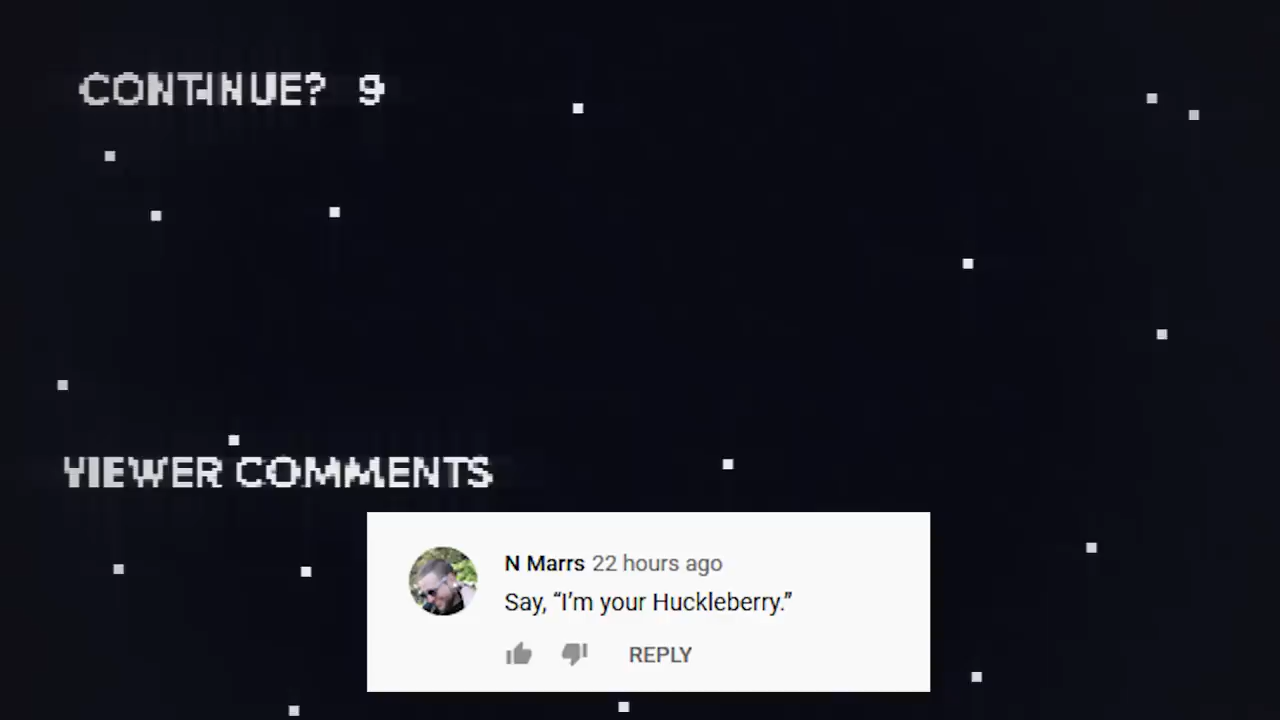 CONTINUE? 9
VIEWER COMMENTS
N Marrs 22 hours ago
Say, “I’m your Huckleberry.”
REPLY